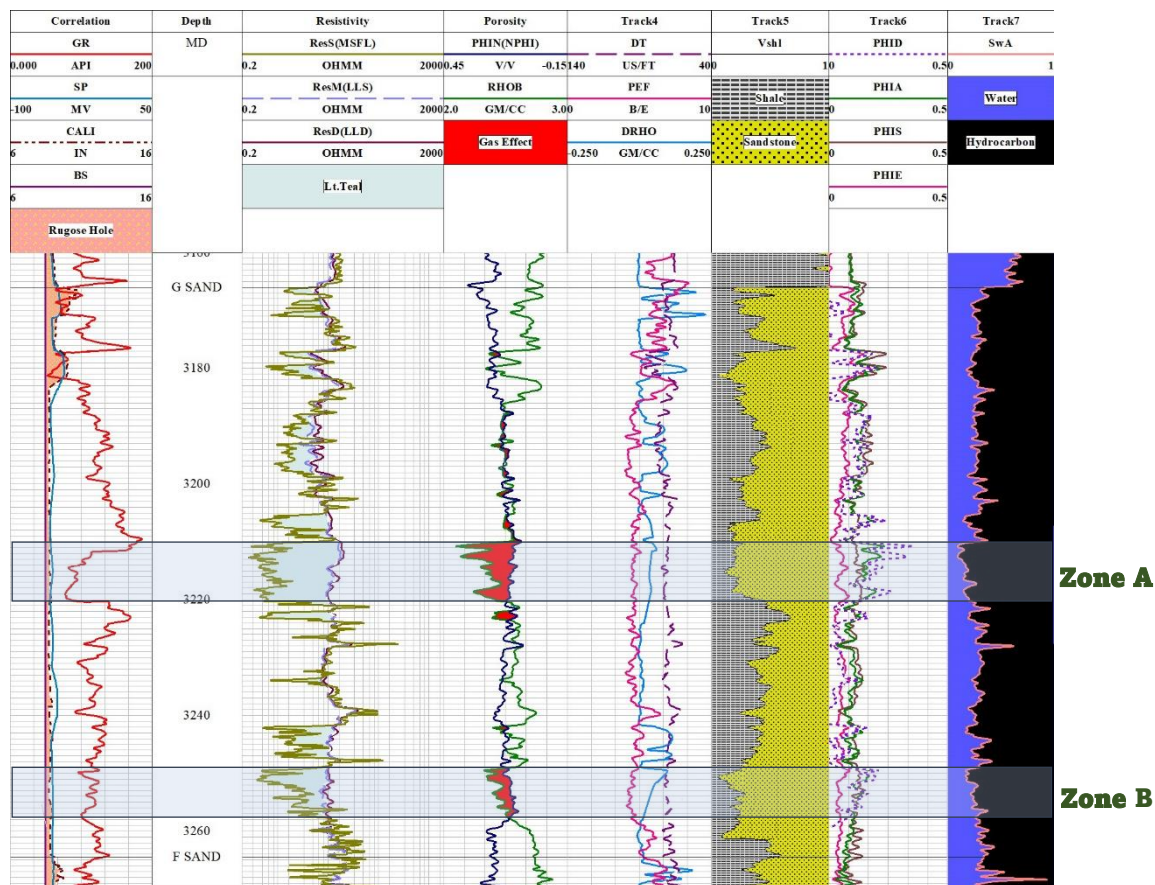 Correlation Depth Resistivity Porosity Track4 Track5 Track6 Track7
GR MD ResS(MSFL) PHIN(NPHI) DT Vshl PHID SwA
0.000 API 200 0.2 OHMM 2000 0.45 V/V -0.15 140 US/FT 40 0 1 0 0.5 0 1
SP ResM(LLS) RHOB PEF Shale PHIA Water
-100 MV 50 0.2 OHMM 2000 2.0 GM/CC 3.00 0 B/E 10 0 0.5
CALI ResD(LLD) Gas Effect DRHO Sandstone PHIS Hydrocarbon
6 IN 16 0.2 OHMM 2000 -0.250 GM/CC 0.250 0 0.5
BS Lt.Teal PHIE
6 16 0 0.5
Rugose Hole
G SAND
3180
3200
Zone A
3220
3240
Zone B
3260
F SAND